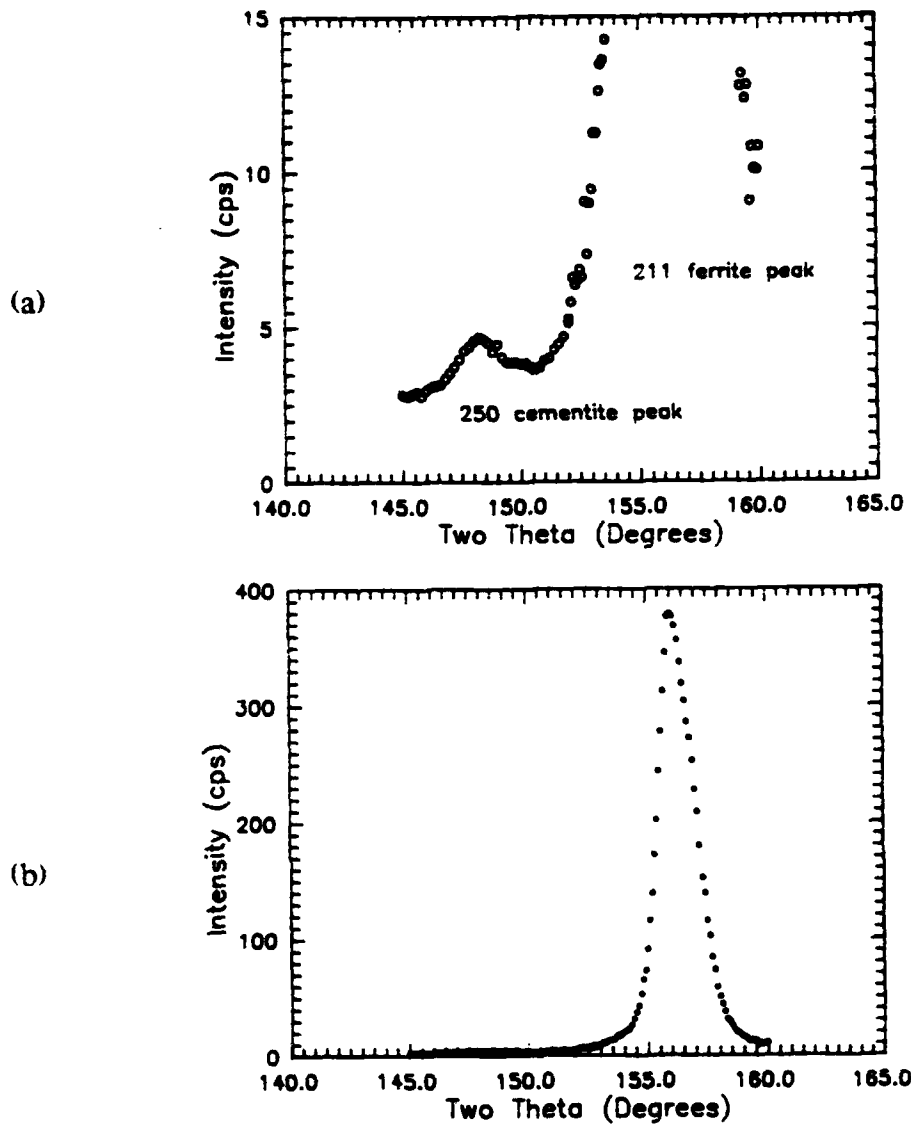 (a)
Intensity (cps)
15
10
5
0
211 ferrite peak
250 cementite peak
140.0 145.0 150.0 155.0 160.0 165.0
Two Theta (Degrees)
(b)
Intensity (cps)
400
300
200
100
0
140.0 145.0 150.0 155.0 160.0 165.0
Two Theta (Degrees)